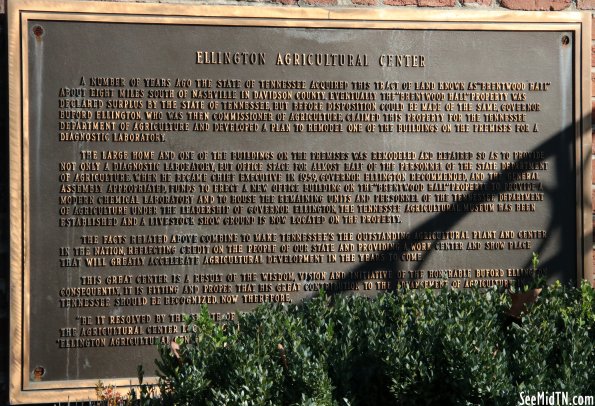 ELLINGTON AGRICULTURAL CENTER
A NUMBER OF YEARS AGO THE STATE OF TENNESSEE ACQUIRED THIS TRACT OF LAND KNOWN AS "BRENTWOOD HALL"
ABOUT EIGHT MILES SOUTH OF NASHVILLE IN DAVIDSON COUNTY. EVENTUALLY THE "BRENTWOOD HALL" PROPERTY WAS
DECLARED SURPLUS BY THE STATE OF TENNESSEE, BUT BEFORE DISPOSITION COULD BE MADE OF THE SAME GOVERNOR
BUFORD ELLINGTON, WHO WAS THEN COMMISSIONER OF AGRICULTURE, CLAIMED THIS PROPERTY FOR THE TENNESSEE
DEPARTMENT OF AGRICULTURE AND DEVELOPED A PLAN TO REMODEL ONE OF THE BUILDINGS ON THE PREMISES FOR A
DIAGNOSTIC LABORATORY.
THE LARGE HOME AND ONE OF THE BUILDINGS ON THE PREMISES WAS REMODELED AND REPAIRED SO AS TO PROVIDE
NOT ONLY A DIAGNOSTIC LABORATORY, BUT OFFICE SPACE FOR ALMOST HALF OF THE PERSONNEL OF THE STATE DEPARTMENT
OF AGRICULTURE. WHEN HE BECAME CHIEF EXECUTIVE IN 1959, GOVERNOR ELLINGTON RECOMMENDED, AND THE GENERAL
ASSEMBLY APPROPRIATED, FUNDS TO ERECT A NEW OFFICE BUILDING ON THE "BRENTWOOD HALL" PROPERTY TO PROVIDE A
MODERN CHEMICAL LABORATORY AND TO HOUSE THE REMAINING UNITS AND PERSONNEL OF THE TENNESSEE DEPARTMENT
OF AGRICULTURE UNDER THE LEADERSHIP OF GOVERNOR ELLINGTON. THE TENNESSEE AGRICULTURAL MUSEUM HAS BEEN
ESTABLISHED AND A LIVESTOCK SHOW GROUND IS NOW LOCATED ON THE PROPERTY.
THE FACTS RELATED ABOVE COMBINE TO MAKE TENNESSEE'S THE OUTSTANDING AGRICULTURAL PLANT AND CENTER
IN THE NATION, REFLECTING CREDIT ON THE PEOPLE OF OUR STATE AND PROVIDING A WORK CENTER AND SHOW PLACE
THAT WILL GREATLY ACCELERATE AGRICULTURAL DEVELOPMENT IN THE YEARS TO COME.
THIS GREAT CENTER IS A RESULT OF THE WISDOM, VISION AND INITIATIVE OF THE HONORABLE BUFORD ELLINGTON
CONSEQUENTLY, IT IS FITTING AND PROPER THAT HIS GREAT CONTRIBUTION TO THE ADVANCEMENT OF AGRICULTURE
TENNESSEE SHOULD BE RECOGNIZED. NOW THEREFORE,
"BE IT RESOLVED BY THE STATE OF
THE AGRICULTURAL CENTER
"ELLINGTON AGRICULTURAL
SeeMidTN.com